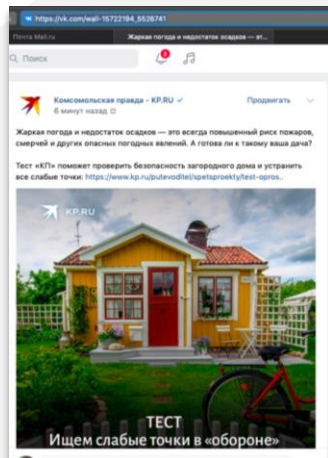 https://vk.com/wall-15722194_5526741
Почта Mail.ru
Жаркая погода и недостаток осадков — эт...
Поиск
Комсомольская правда - KP.RU
Продвигать
6 минут назад
Жаркая погода и недостаток осадков — это всегда повышенный риск пожаров,
смерчей и других опасных погодных явлений. А готова ли к такому ваша дача?
Тест «КП» поможет проверить безопасность загородного дома и устранить
все слабые точки: https://www.kp.ru/putevoditel/spetsproekty/test-opros..
KP.RU
ТЕСТ
Ищем слабые точки в «обороне»